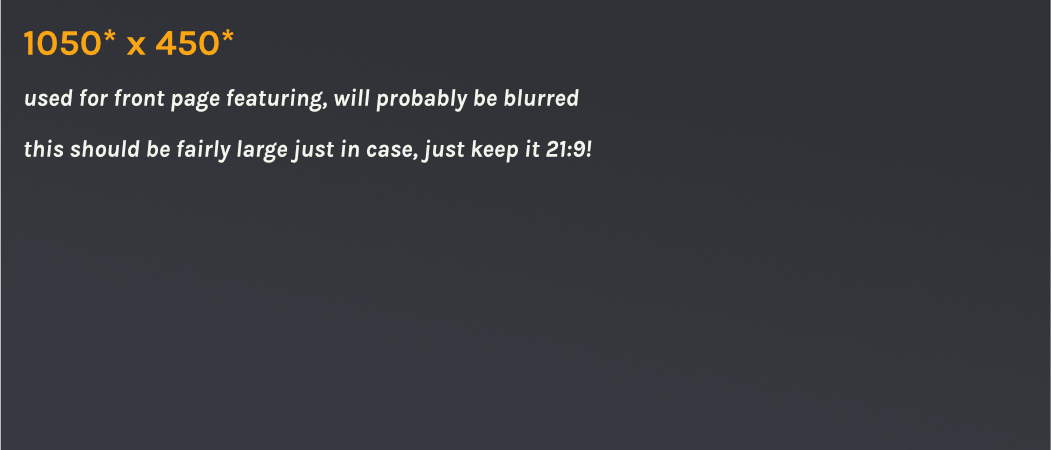 1050* x 450*
used for front page featuring, will probably be blurred
this should be fairly large just in case, just keep it 21:9!